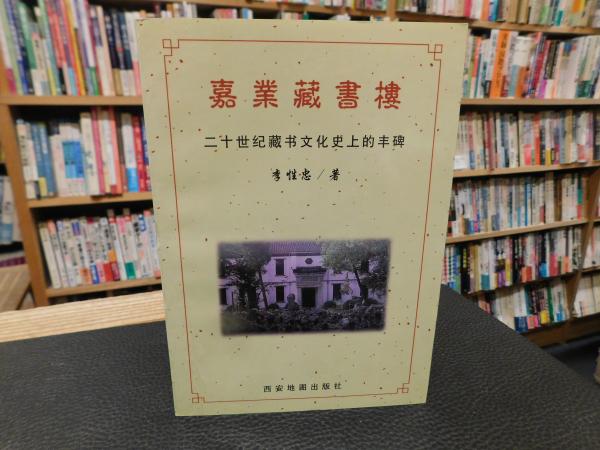 嘉業藏書樓
二十世纪藏书文化史上的丰碑
李性忠/著
西安地图出版社